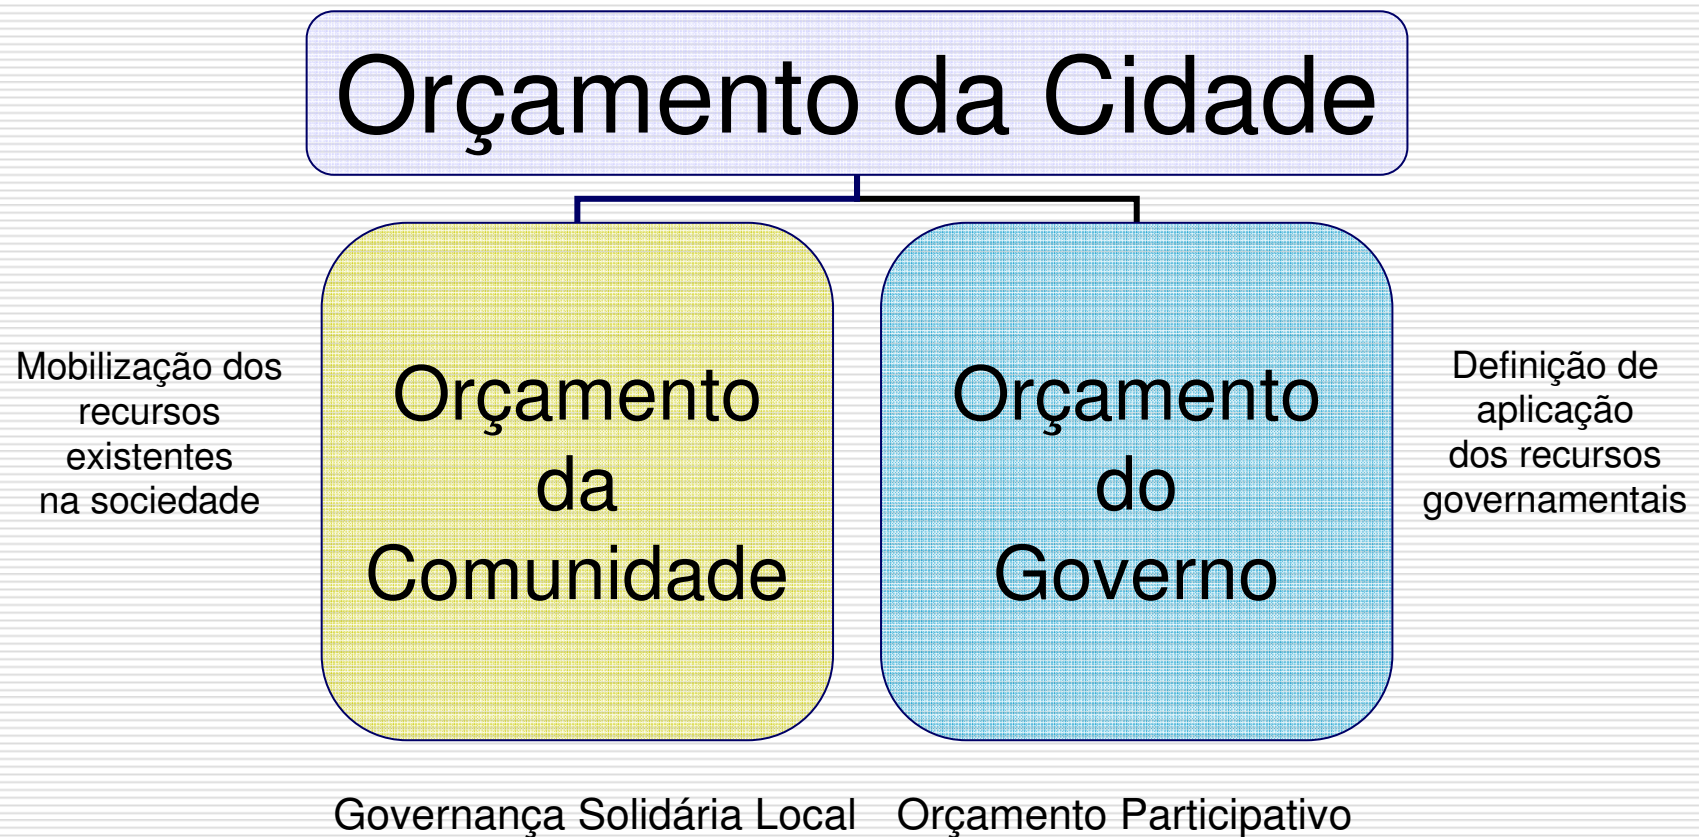 Orçamento da Cidade
Mobilização dos
recursos
existentes
na sociedade
Orçamento
da
Comunidade
Orçamento
do
Governo
Definição de
aplicação
dos recursos
governamentais
Governança Solidária Local
Orçamento Participativo